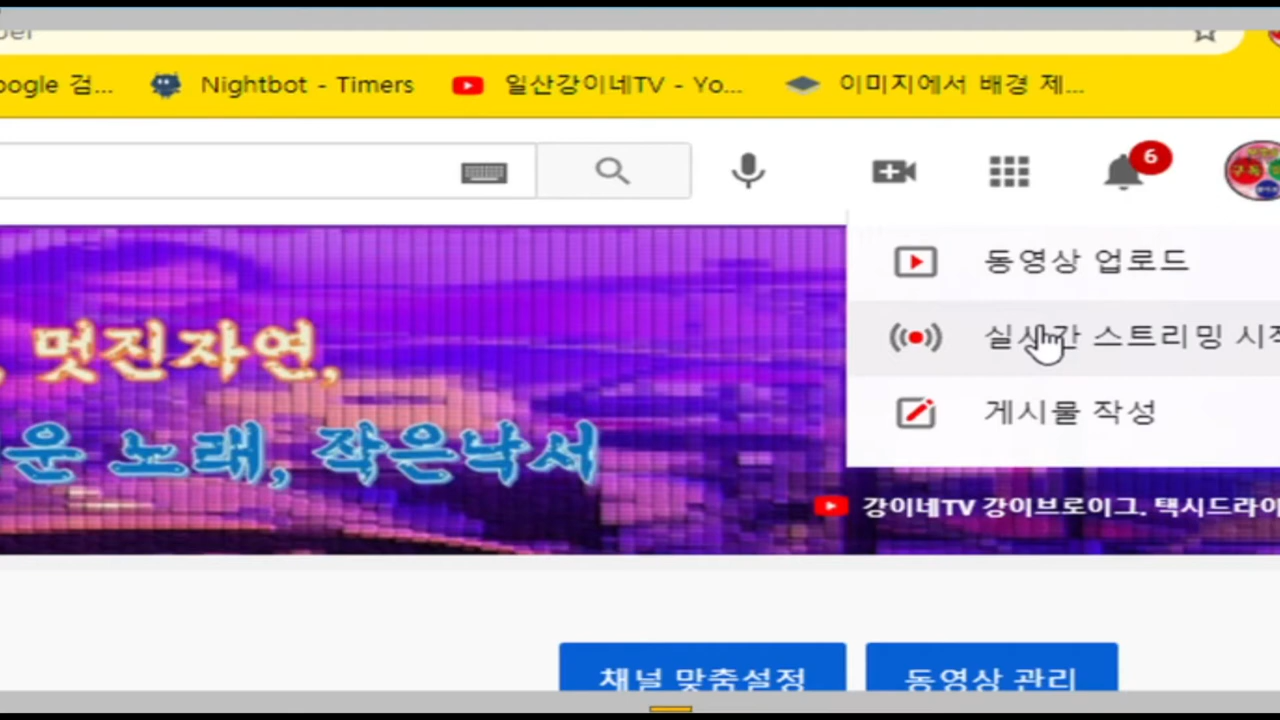 oogle 검...
Nightbot - Timers
일산강이네TV - Yo...
이미지에서 배경 제...
6
구독
동영상 업로드
실시간 스트리밍 시작
게시물 작성
, 멋진자연,
운 노래, 작은낙서
강이네TV 강이브로이그. 택시드라이
채널 맞춤설정
동영상 관리